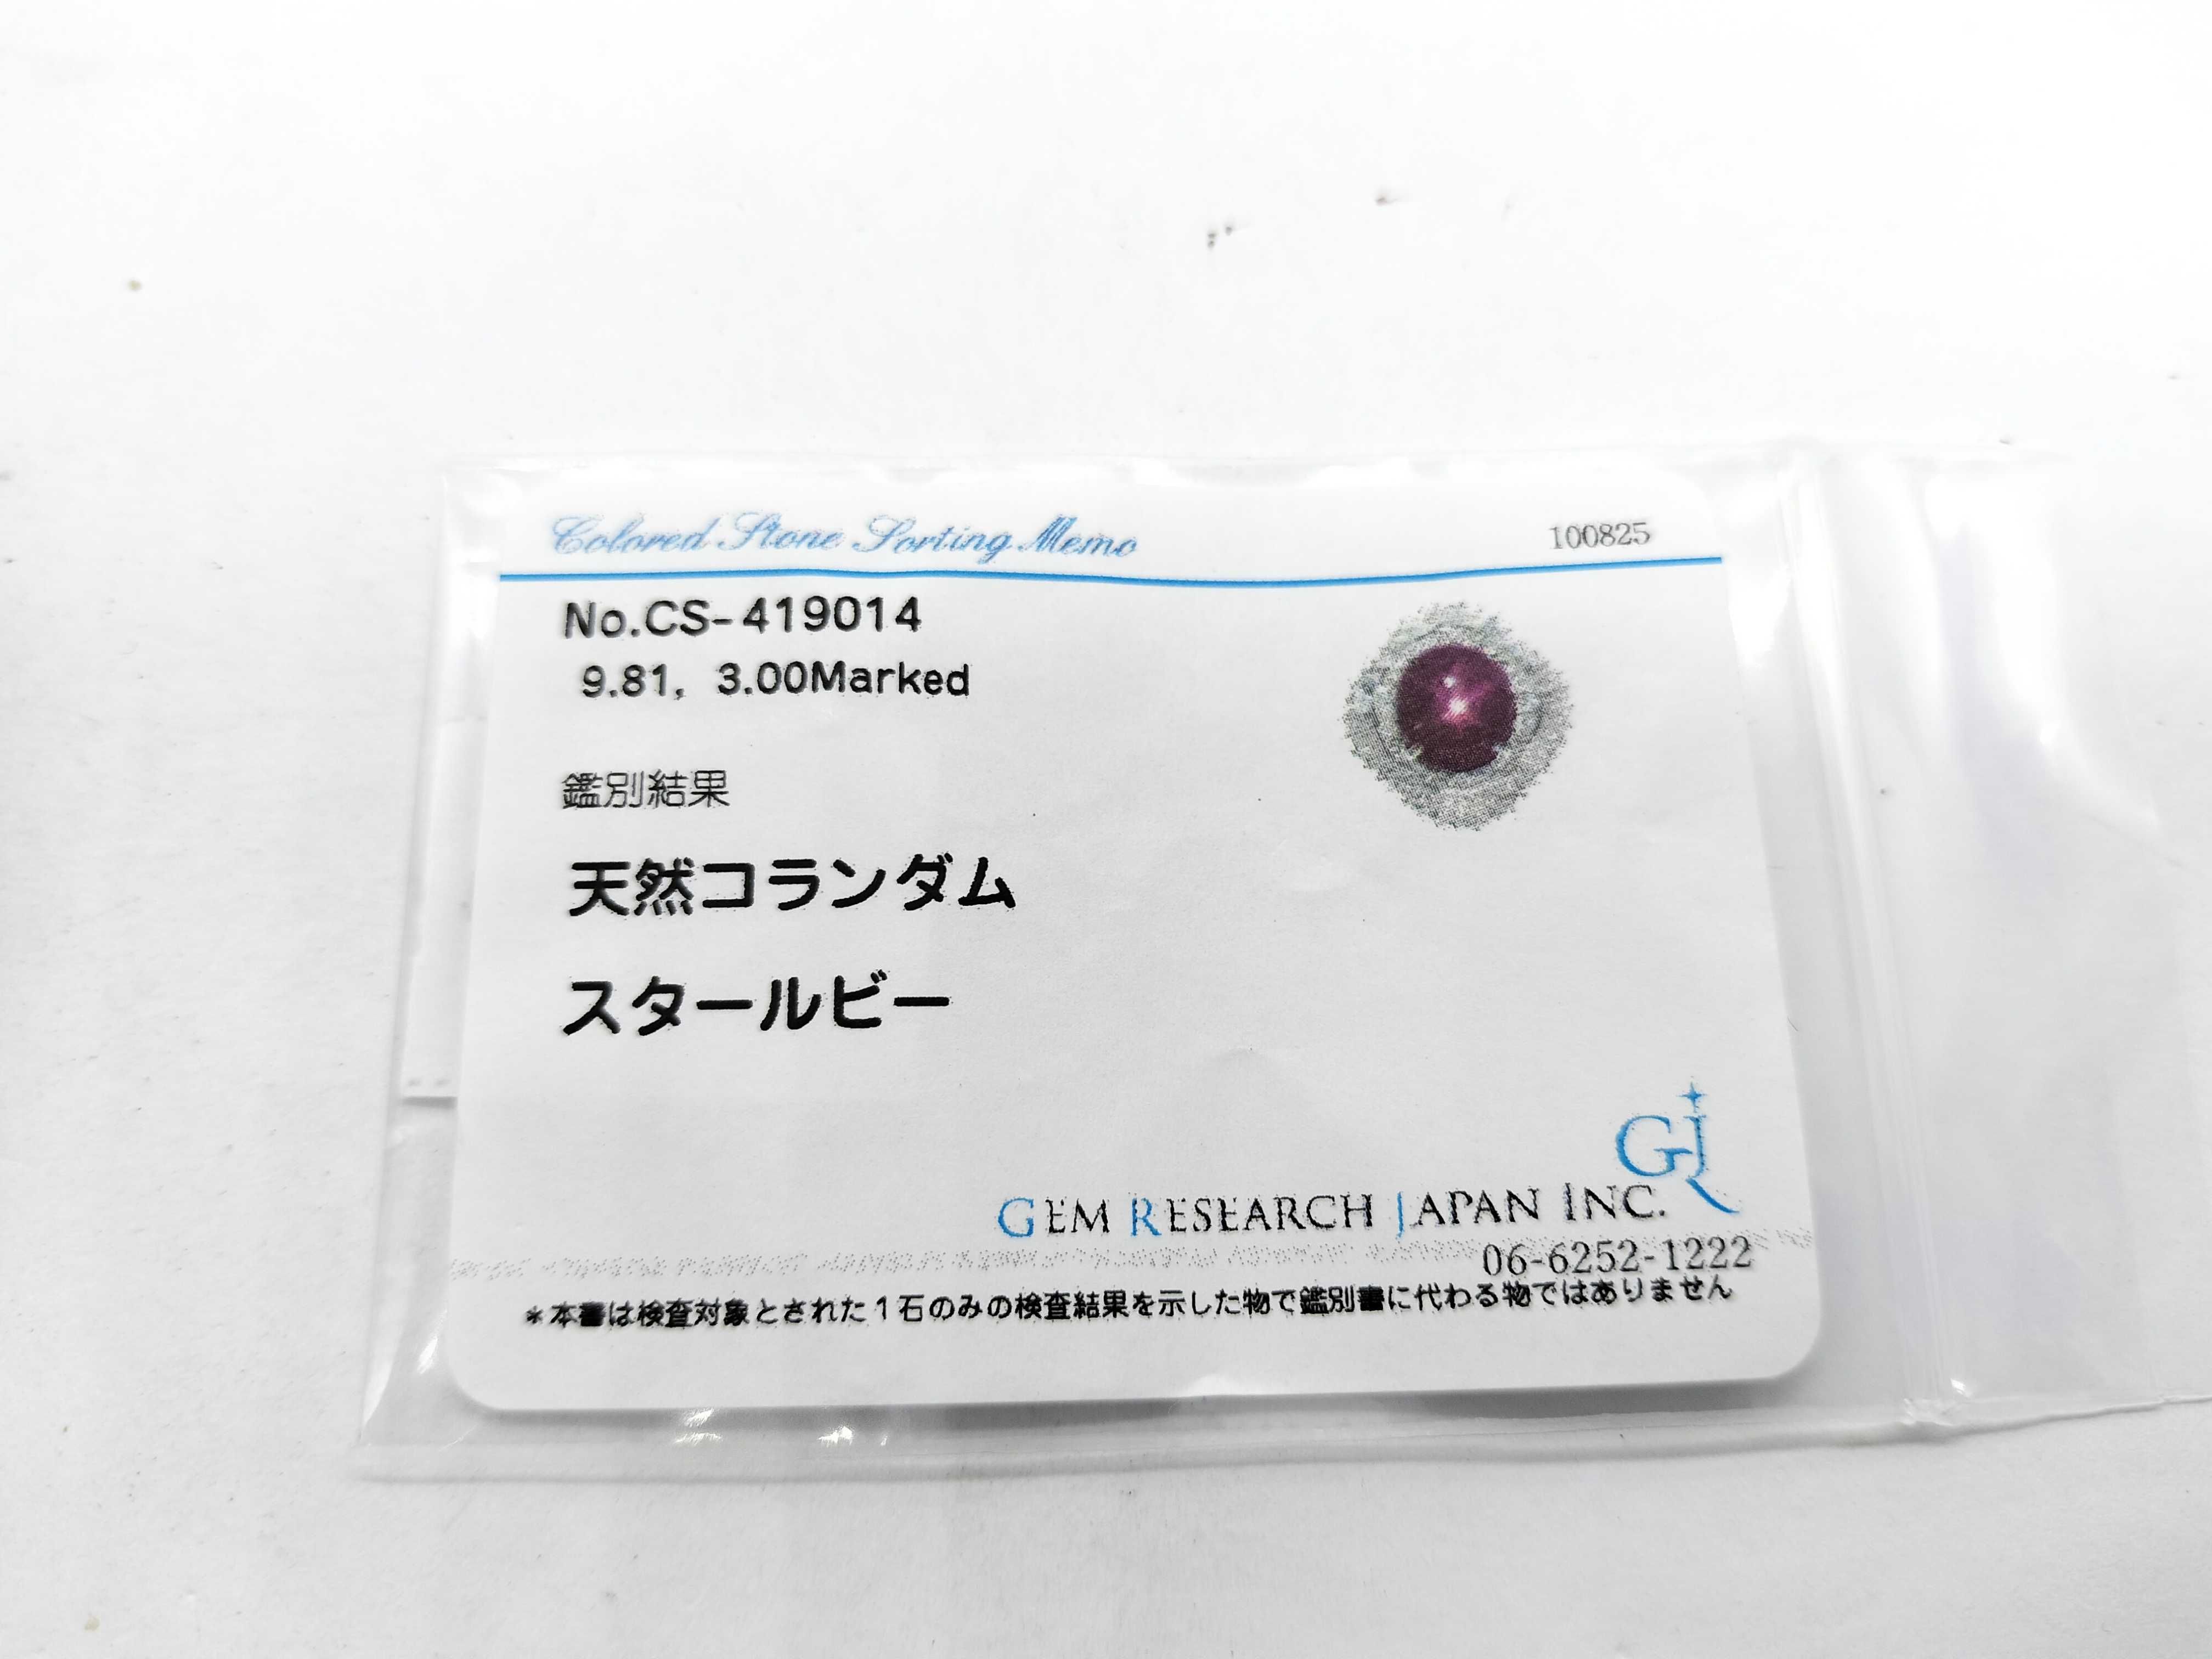 Colored Stone Sorting Memo
100825
No.CS-419014
9.81, 3.00Marked
鑑別結果
天然コランダム
スタールビー
GRJ
GEM RESEARCH JAPAN INC.
06-6252-1222
*本書は検査対象とされた1石のみの検査結果を示した物で鑑別書に代わる物ではありません